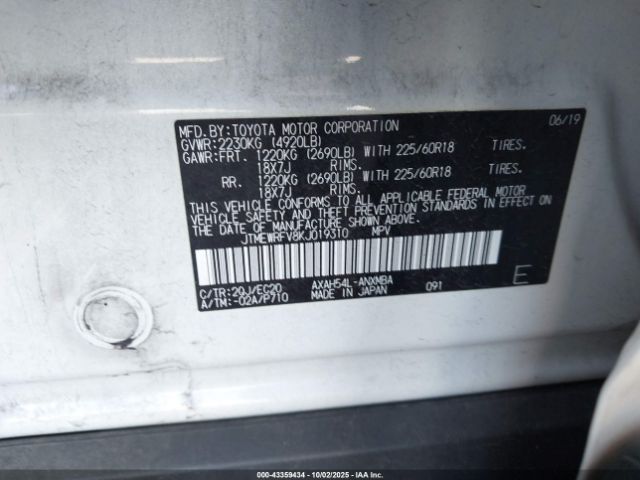 MFD. BY: TOYOTA MOTOR CORPORATION 06/19
GVWR: 2230KG (4920LB)
GAWR: FRT. 1220KG (2690LB) WITH 225/60R18 TIRES.
18X7J RIMS.
RR. 1220KG (2690LB) WITH 225/60R18 TIRES.
18X7J RIMS.
THIS VEHICLE CONFORMS TO ALL APPLICABLE FEDERAL MOTOR
VEHICLE SAFETY AND THEFT PREVENTION STANDARDS IN EFFECT ON THE
DATE OF MANUFACTURE SHOWN ABOVE.
JTMEWRFV8KJ019310 MPV
C/TR: 2QJ/EC20 AXAH54L-ANXMBA 091 E
A/TM: -02A/P710 MADE IN JAPAN
000-43359434 | 10/02/2025 | IAA Inc.